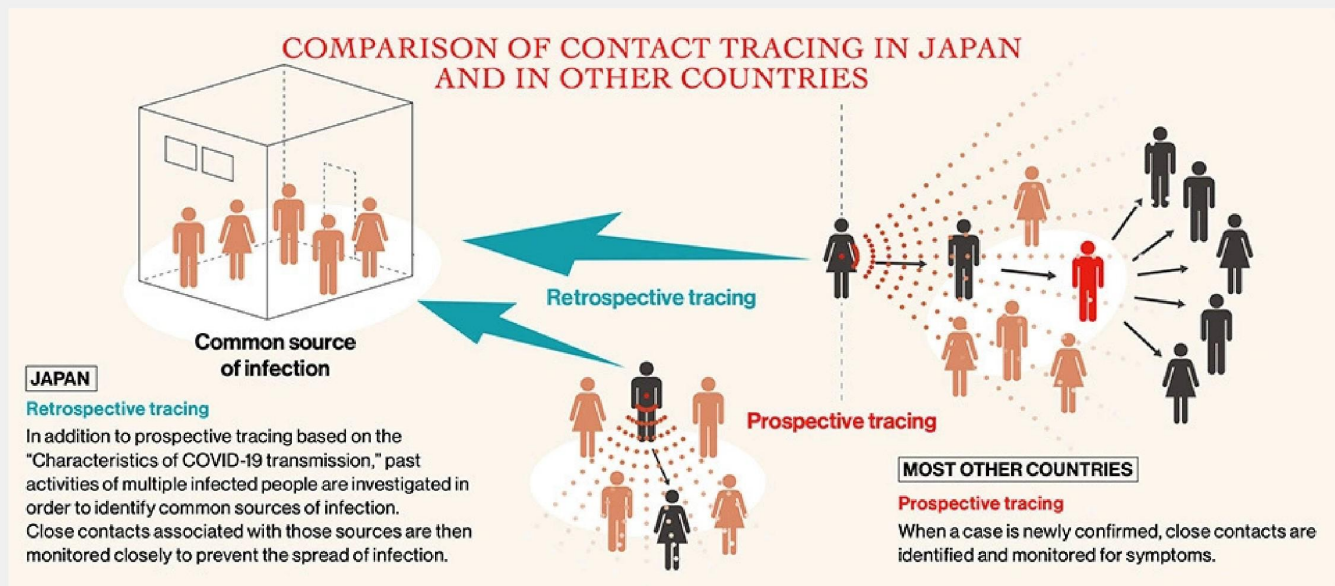 COMPARISON OF CONTACT TRACING IN JAPAN
AND IN OTHER COUNTRIES
Retrospective tracing
Common source
of infection
JAPAN
Retrospective tracing
In addition to prospective tracing based on the
“Characteristics of COVID-19 transmission,” past
activities of multiple infected people are investigated in
order to identify common sources of infection.
Close contacts associated with those sources are then
monitored closely to prevent the spread of infection.
Prospective tracing
MOST OTHER COUNTRIES
Prospective tracing
When a case is newly confirmed, close contacts are
identified and monitored for symptoms.